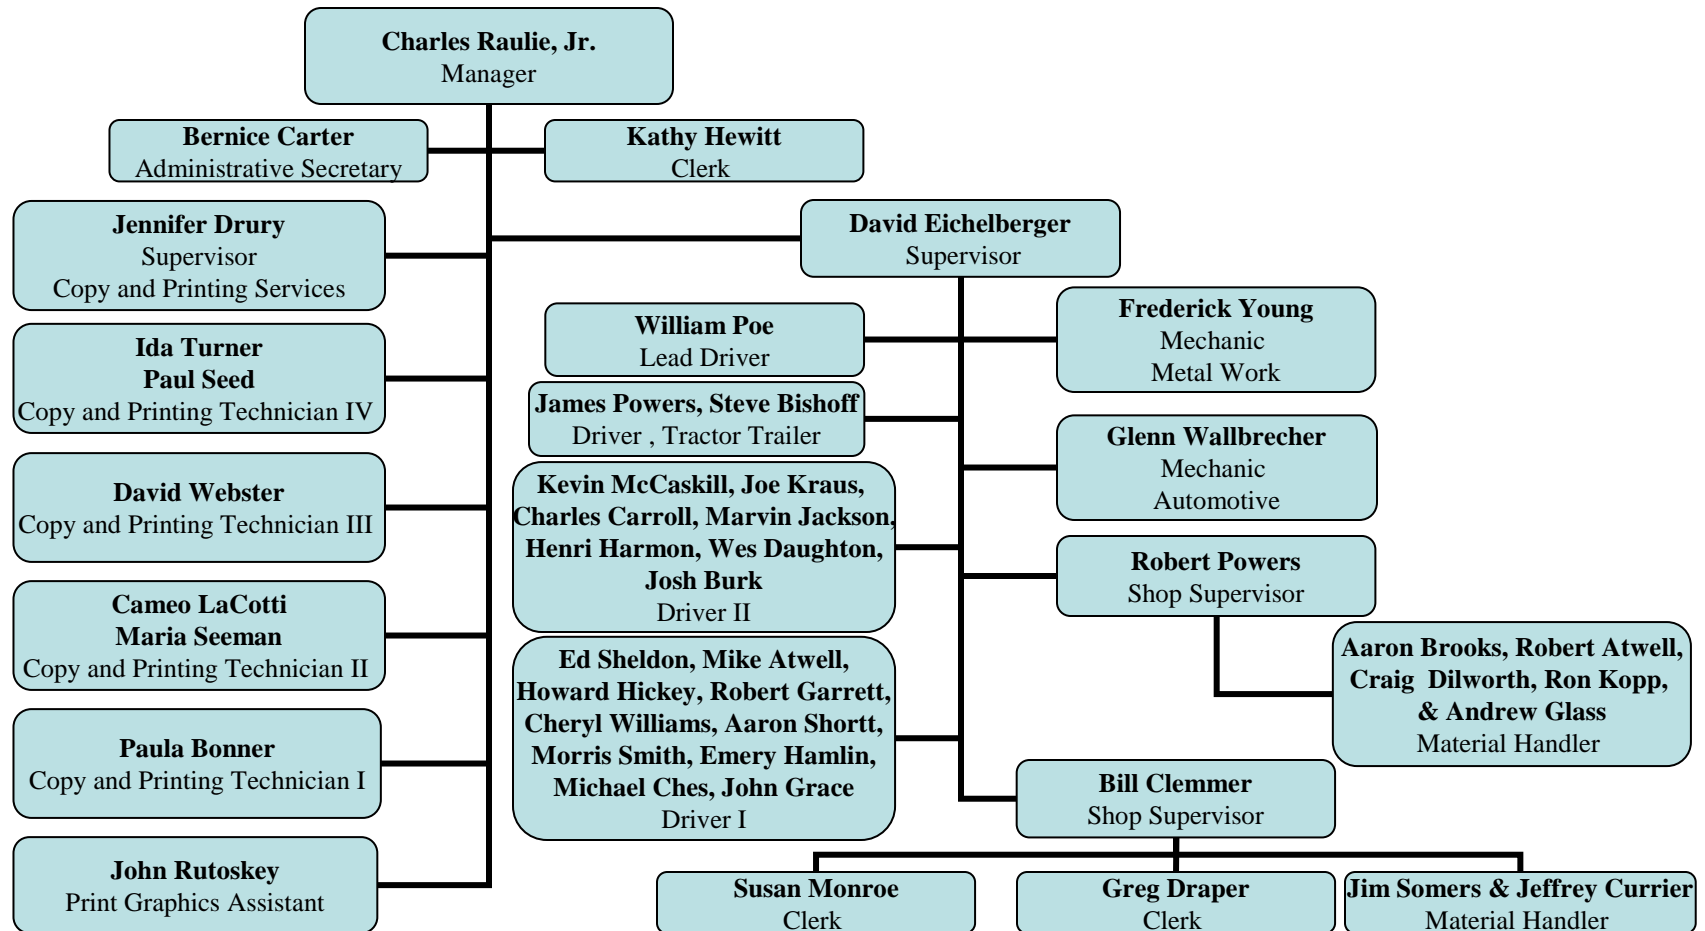 Charles Raulie, Jr.
Manager
Bernice Carter
Administrative Secretary
Kathy Hewitt
Clerk
Jennifer Drury
Supervisor
Copy and Printing Services
David Eichelberger
Supervisor
Ida Turner
Paul Seed
Copy and Printing Technician IV
David Webster
Copy and Printing Technician III
Cameo LaCotti
Maria Seeman
Copy and Printing Technician II
Paula Bonner
Copy and Printing Technician I
John Rutoskey
Print Graphics Assistant
William Poe
Lead Driver
James Powers, Steve Bishoff
Driver , Tractor Trailer
Kevin McCaskill, Joe Kraus,
Charles Carroll, Marvin Jackson,
Henri Harmon, Wes Daughton,
Josh Burk
Driver II
Ed Sheldon, Mike Atwell,
Howard Hickey, Robert Garrett,
Cheryl Williams, Aaron Shortt,
Morris Smith, Emery Hamlin,
Michael Ches, John Grace
Driver I
Frederick Young
Mechanic
Metal Work
Glenn Wallbrecher
Mechanic
Automotive
Robert Powers
Shop Supervisor
Aaron Brooks, Robert Atwell,
Craig  Dilworth, Ron Kopp,
& Andrew Glass
Material Handler
Bill Clemmer
Shop Supervisor
Susan Monroe
Clerk
Greg Draper
Clerk
Jim Somers & Jeffrey Currier
Material Handler